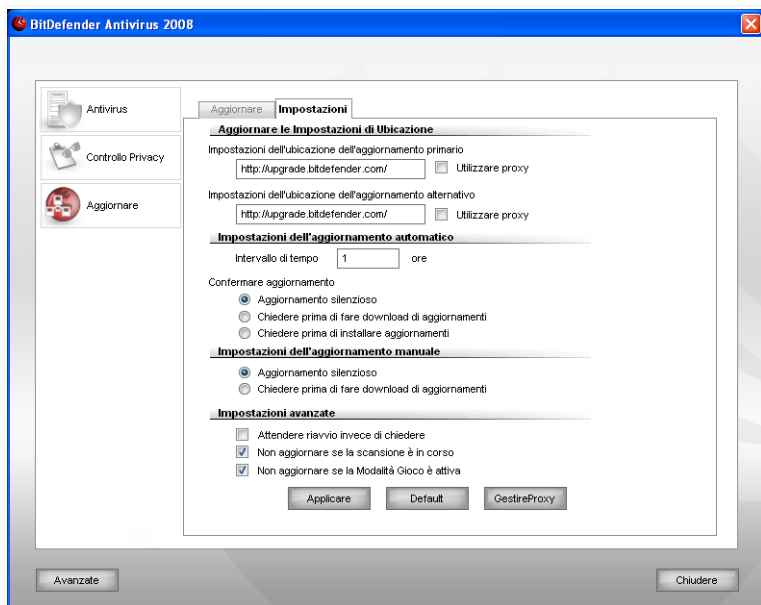 BitDefender Antivirus 2008
Antivirus
Controllo Privacy
Aggiornare
Aggiornare Impostazioni
Aggiornare le Impostazioni di Ubicazione
Impostazioni dell'ubicazione dell'aggiornamento primario
http://upgrade.bitdefender.com/ Utilizzare proxy
Impostazioni dell'ubicazione dell'aggiornamento alternativo
http://upgrade.bitdefender.com/ Utilizzare proxy
Impostazioni dell'aggiornamento automatico
Intervallo di tempo 1 ore
Confermare aggiornamento
Aggiornamento silenzioso
Chiedere prima di fare download di aggiornamenti
Chiedere prima di installare aggiornamenti
Impostazioni dell'aggiornamento manuale
Aggiornamento silenzioso
Chiedere prima di fare download di aggiornamenti
Impostazioni avanzate
Attendere riavvio invece di chiedere
Non aggiornare se la scansione è in corso
Non aggiornare se la Modalità Gioco è attiva
Applicare Default GestireProxy
Avanzate Chiudere